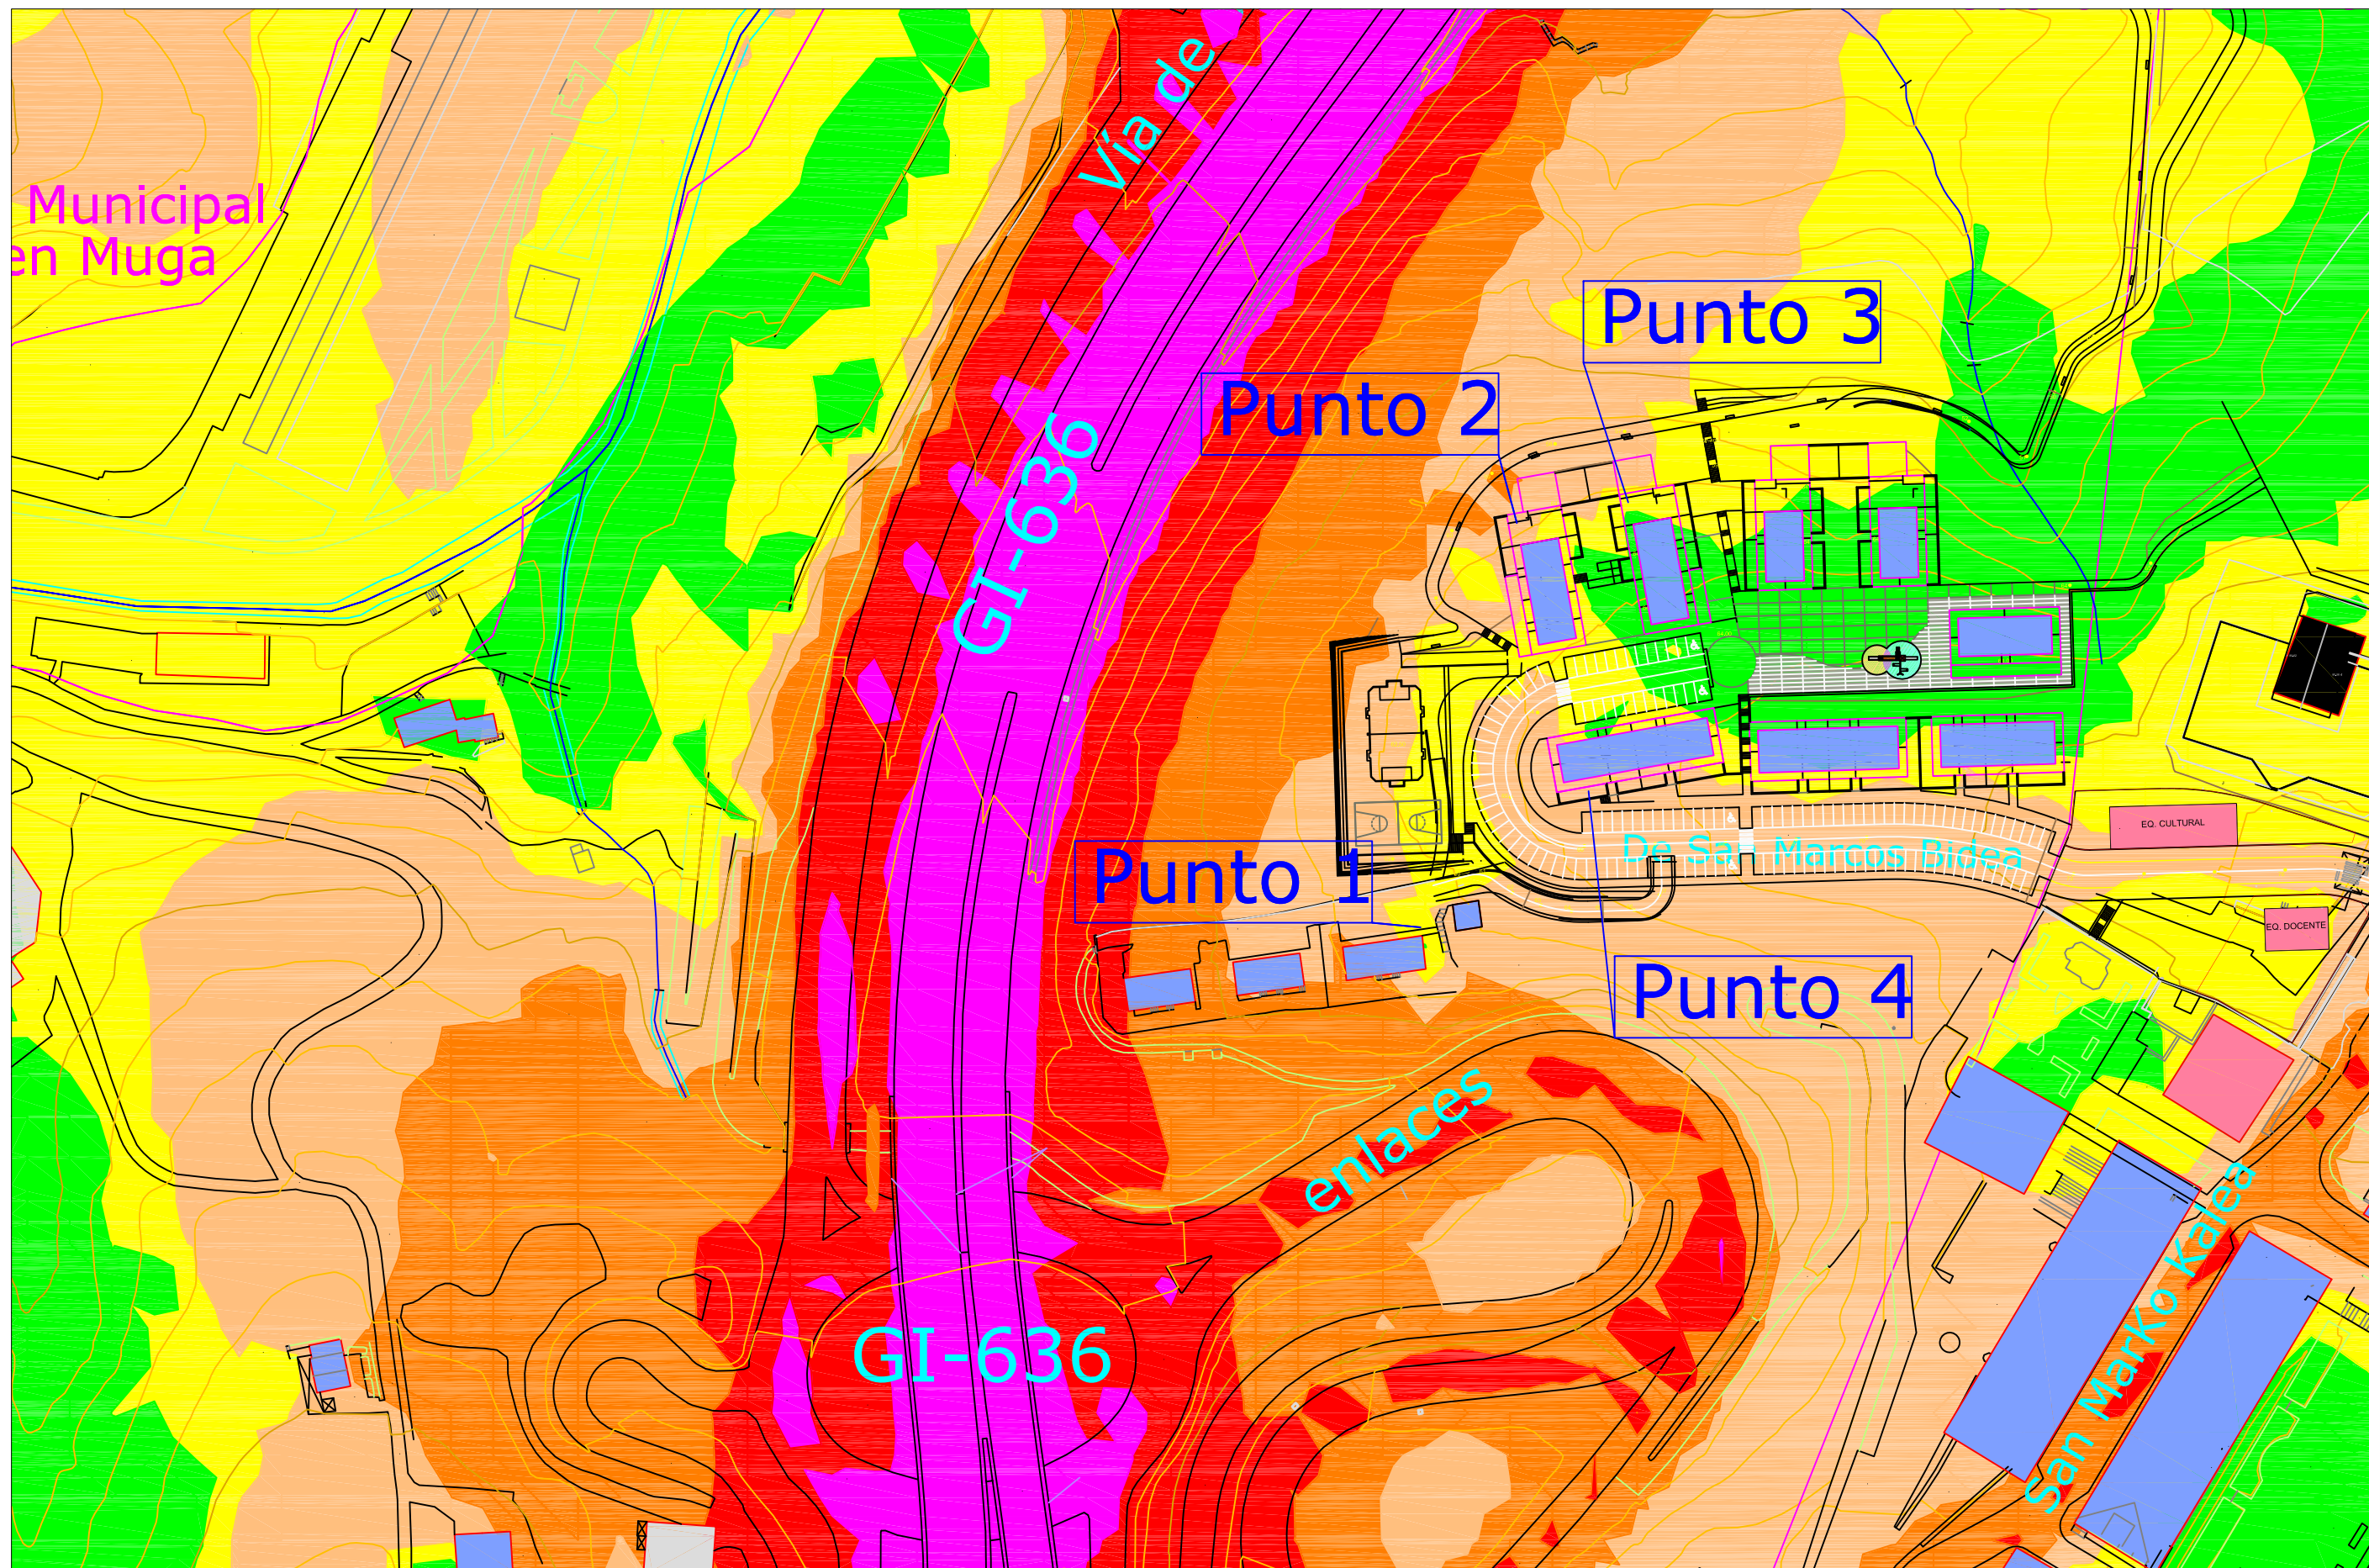 Vía de
Municipal
en Muga
Punto 3
Punto 2
GI-636
EQ. CULTURAL
De San Marcos Bidea
Punto 1
EQ. DOCENTE
Punto 4
enlaces
GI-636
San Marko Kalea